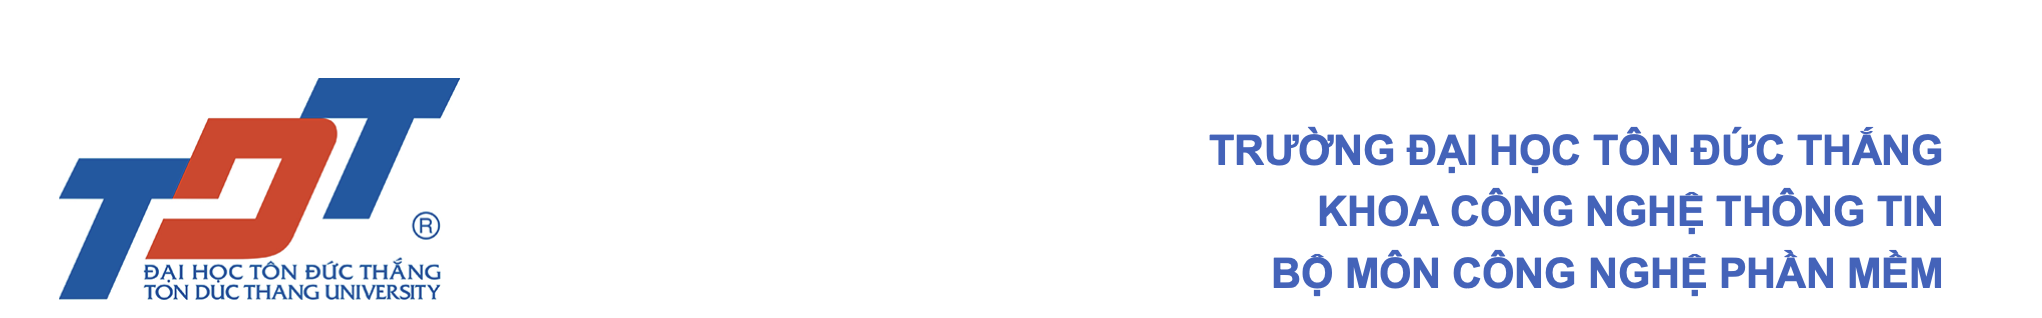 TDT
®
ĐẠI HỌC TÔN ĐỨC THẮNG
TON DUC THANG UNIVERSITY
TRƯỜNG ĐẠI HỌC TÔN ĐỨC THẮNG
KHOA CÔNG NGHỆ THÔNG TIN
BỘ MÔN CÔNG NGHỆ PHẦN MỀM